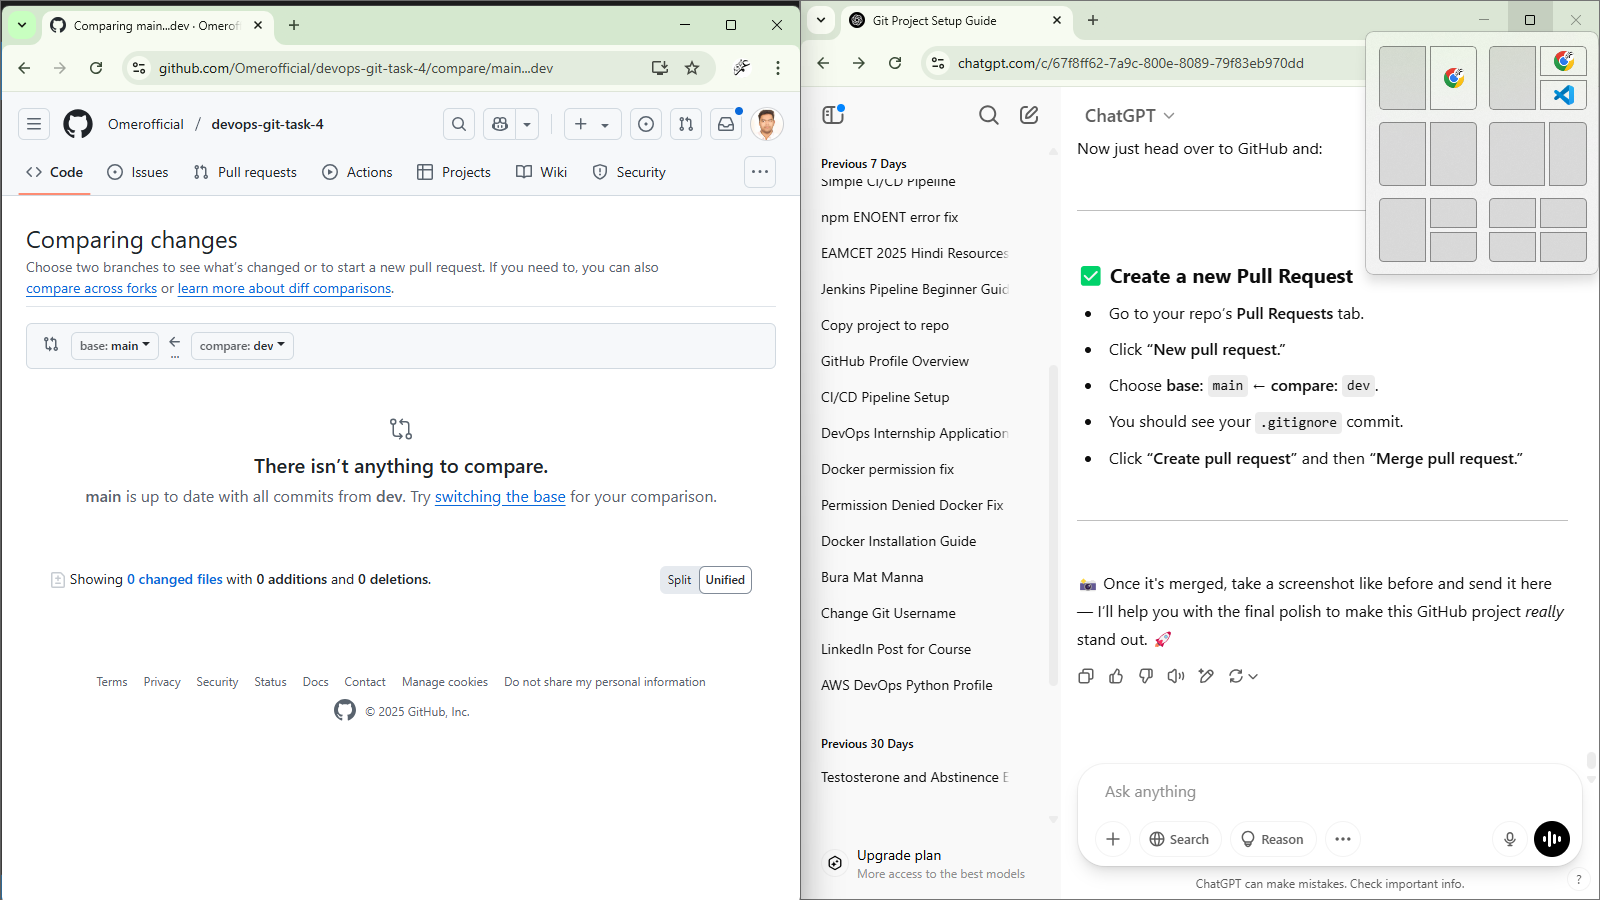 Comparing main...dev · Omerof
github.com/Omerofficial/devops-git-task-4/compare/main...dev
Omerofficial / devops-git-task-4
Code Issues Pull requests Actions Projects Wiki Security
Comparing changes
Choose two branches to see what's changed or to start a new pull request. If you need to, you can also
compare across forks or learn more about diff comparisons.
base: main ← ... compare: dev
There isn't anything to compare.
main is up to date with all commits from dev. Try switching the base for your comparison.
Showing 0 changed files with 0 additions and 0 deletions.
Split Unified
Terms Privacy Security Status Docs Contact Manage cookies Do not share my personal information
© 2025 GitHub, Inc.
Git Project Setup Guide
chatgpt.com/c/67f8ff62-7a9c-800e-8089-79f83eb970dd
Previous 7 Days
Simple CI/CD Pipeline
npm ENOENT error fix
EAMCET 2025 Hindi Resources
Jenkins Pipeline Beginner Guid
Copy project to repo
GitHub Profile Overview
CI/CD Pipeline Setup
DevOps Internship Application
Docker permission fix
Permission Denied Docker Fix
Docker Installation Guide
Bura Mat Manna
Change Git Username
LinkedIn Post for Course
AWS DevOps Python Profile
Previous 30 Days
Testosterone and Abstinence E
Upgrade plan
More access to the best models
ChatGPT
Now just head over to GitHub and:
✅ Create a new Pull Request
• Go to your repo's Pull Requests tab.
• Click “New pull request.”
• Choose base: main ← compare: dev.
• You should see your .gitignore commit.
• Click “Create pull request” and then “Merge pull request.”
📸 Once it's merged, take a screenshot like before and send it here
— I'll help you with the final polish to make this GitHub project really
stand out. 🚀
Ask anything
Search Reason
ChatGPT can make mistakes. Check important info.
?